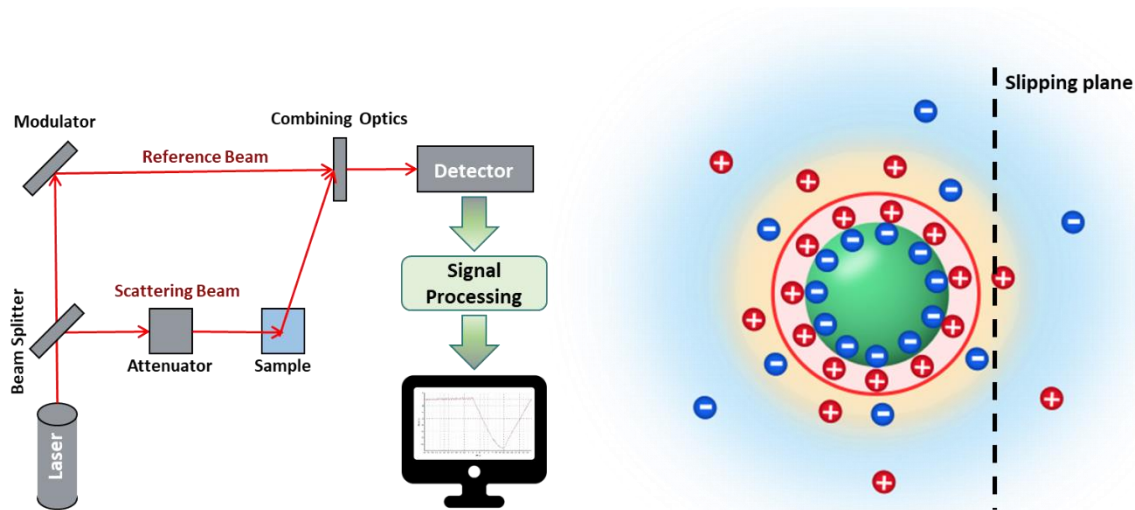 Modulator
Combining Optics
Reference Beam
Detector
Beam Splitter
Scattering Beam
Attenuator
Sample
Laser
Signal
Processing
Slipping plane